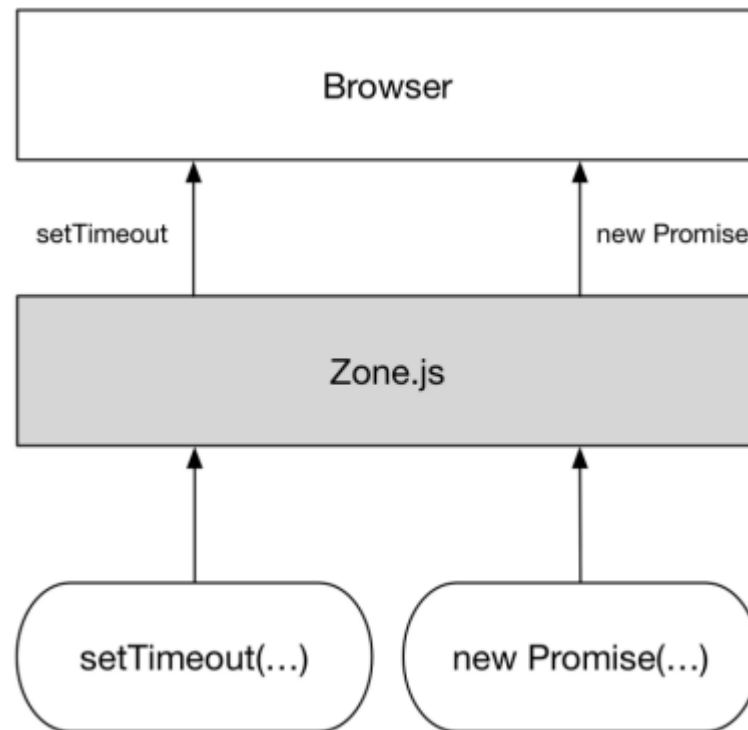 Browser
setTimeout
new Promise
Zone.js
setTimeout(...)
new Promise(...)